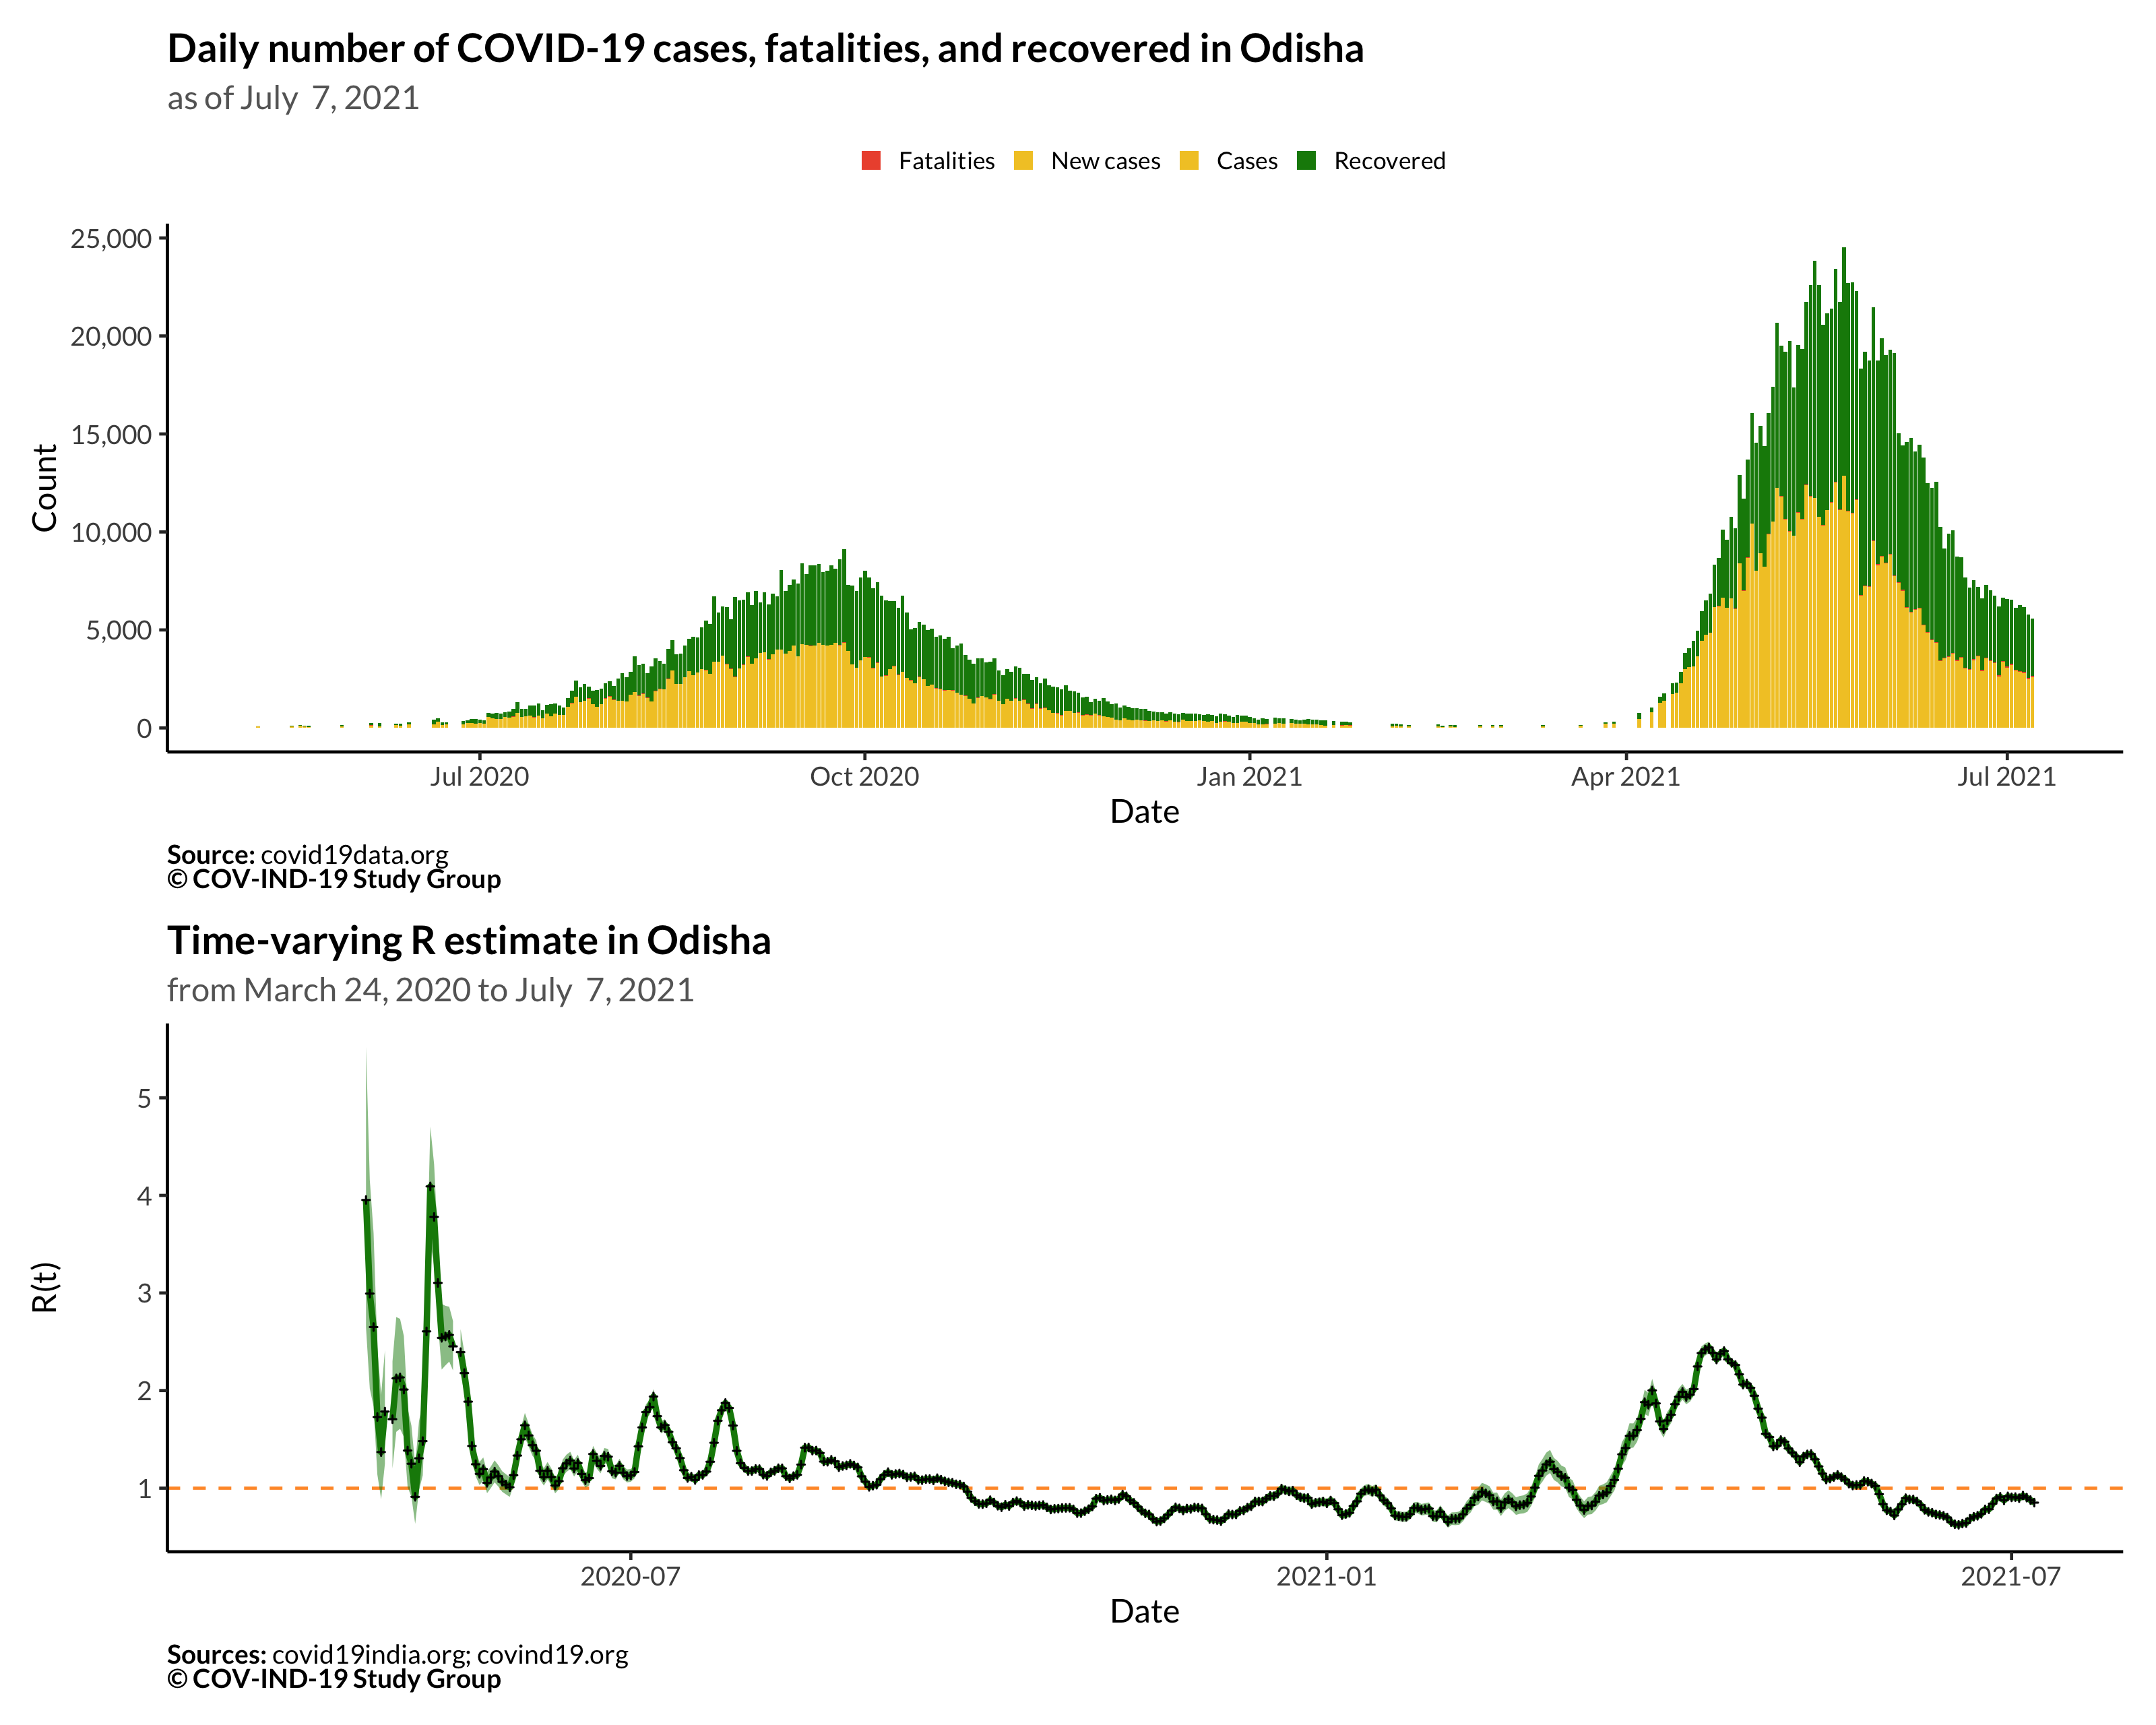 Daily number of COVID-19 cases, fatalities, and recovered in Odisha
as of July  7, 2021
Fatalities New cases Cases Recovered
25,000
20,000
15,000
10,000
5,000
0
Count
Jul 2020 Oct 2020 Jan 2021 Apr 2021 Jul 2021
Date
Source: covid19data.org
© COV-IND-19 Study Group
Time-varying R estimate in Odisha
from March 24, 2020 to July  7, 2021
5
4
3
2
1
R(t)
2020-07 2021-01 2021-07
Date
Sources: covid19india.org; covind19.org
© COV-IND-19 Study Group